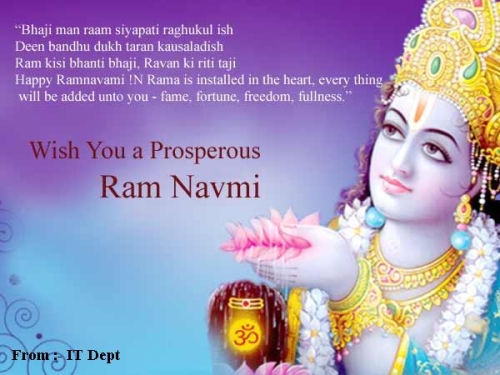 “Bhaji man raam siyapati raghukul ish
Deen bandhu dukh taran kausaladish
Ram kisi bhanti bhaji, Ravan ki riti taji
Happy Ramnavami !N Rama is installed in the heart, every thing
will be added unto you - fame, fortune, freedom, fullness.”
Wish You a Prosperous
Ram Navmi
ॐ
From :  IT Dept